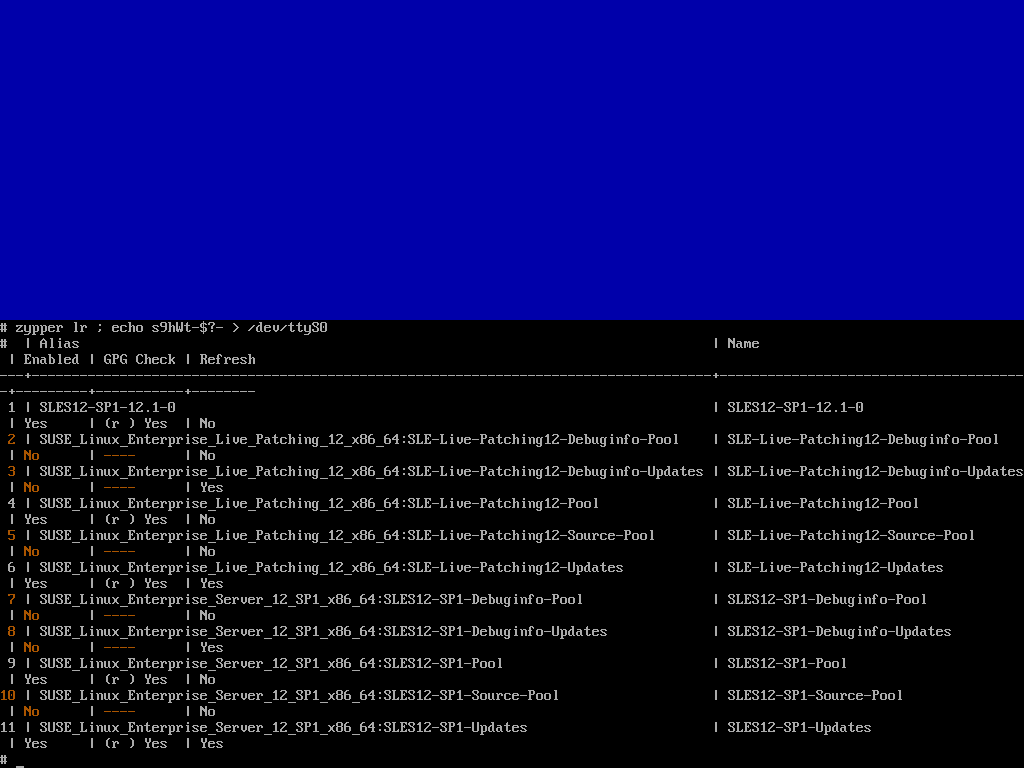 # zypper lr ; echo s9hWt-$?- > /dev/ttyS0
#  | Alias                                                                               | Name
 | Enabled | GPG Check | Refresh
---+-------------------------------------------------------------------------------------+--------------------------------------
-+---------+-----------+--------
 1 | SLES12-SP1-12.1-0                                                                   | SLES12-SP1-12.1-0
 | Yes     | (r ) Yes  | No
 2 | SUSE_Linux_Enterprise_Live_Patching_12_x86_64:SLE-Live-Patching12-Debuginfo-Pool    | SLE-Live-Patching12-Debuginfo-Pool
 | No      | ----      | No
 3 | SUSE_Linux_Enterprise_Live_Patching_12_x86_64:SLE-Live-Patching12-Debuginfo-Updates | SLE-Live-Patching12-Debuginfo-Updates
 | No      | ----      | Yes
 4 | SUSE_Linux_Enterprise_Live_Patching_12_x86_64:SLE-Live-Patching12-Pool              | SLE-Live-Patching12-Pool
 | Yes     | (r ) Yes  | No
 5 | SUSE_Linux_Enterprise_Live_Patching_12_x86_64:SLE-Live-Patching12-Source-Pool       | SLE-Live-Patching12-Source-Pool
 | No      | ----      | No
 6 | SUSE_Linux_Enterprise_Live_Patching_12_x86_64:SLE-Live-Patching12-Updates           | SLE-Live-Patching12-Updates
 | Yes     | (r ) Yes  | Yes
 7 | SUSE_Linux_Enterprise_Server_12_SP1_x86_64:SLES12-SP1-Debuginfo-Pool                | SLES12-SP1-Debuginfo-Pool
 | No      | ----      | No
 8 | SUSE_Linux_Enterprise_Server_12_SP1_x86_64:SLES12-SP1-Debuginfo-Updates             | SLES12-SP1-Debuginfo-Updates
 | No      | ----      | Yes
 9 | SUSE_Linux_Enterprise_Server_12_SP1_x86_64:SLES12-SP1-Pool                          | SLES12-SP1-Pool
 | Yes     | (r ) Yes  | No
10 | SUSE_Linux_Enterprise_Server_12_SP1_x86_64:SLES12-SP1-Source-Pool                   | SLES12-SP1-Source-Pool
 | No      | ----      | No
11 | SUSE_Linux_Enterprise_Server_12_SP1_x86_64:SLES12-SP1-Updates                       | SLES12-SP1-Updates
 | Yes     | (r ) Yes  | Yes
# _